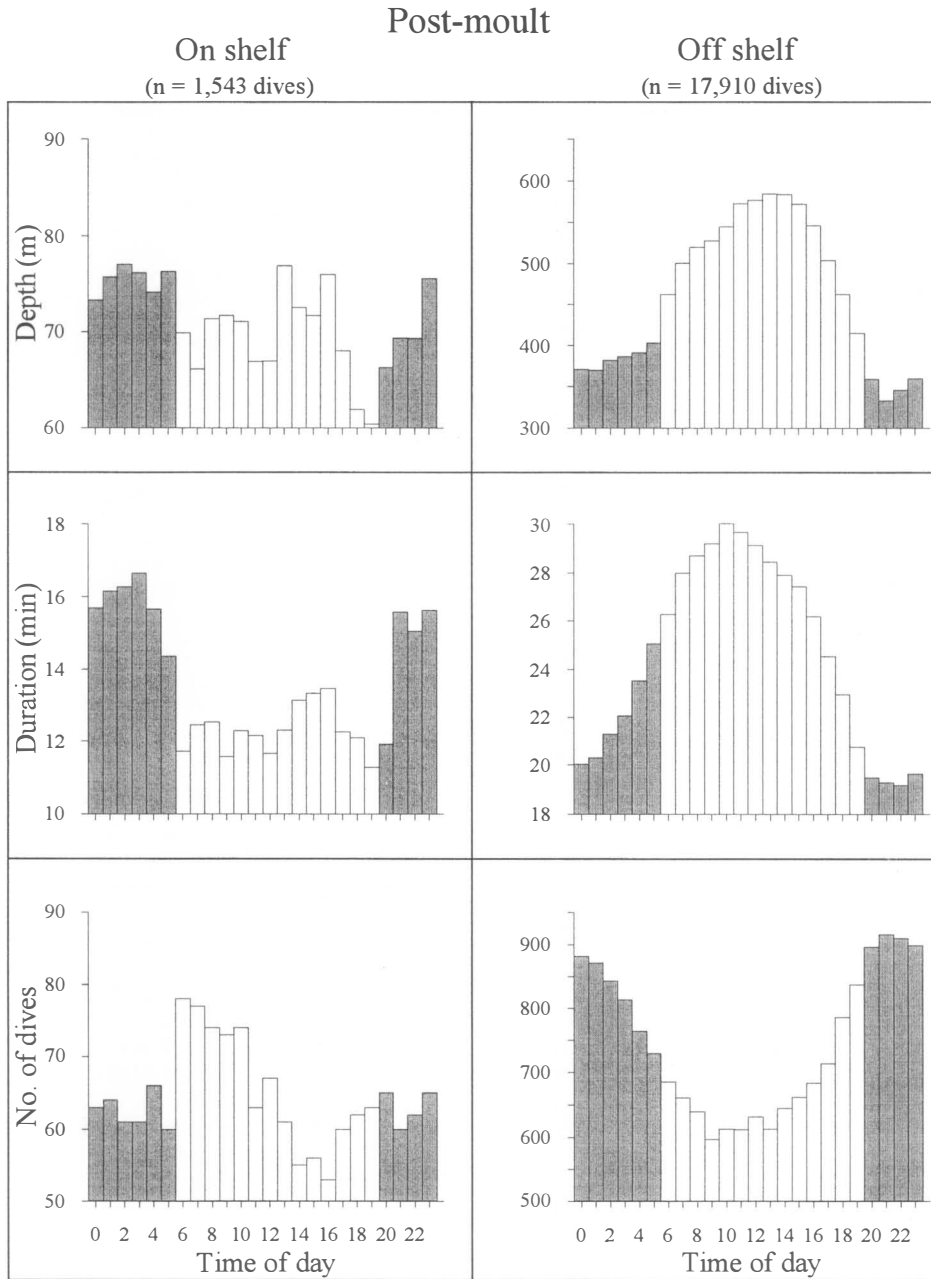 Post-moult
On shelf
(n = 1,543 dives)
Off shelf
(n = 17,910 dives)
Depth (m)
90
80
70
60
600
500
400
300
Duration (min)
18
16
14
12
10
30
28
26
24
22
20
18
No. of dives
90
80
70
60
50
900
800
700
600
500
0 2 4 6 8 10 12 14 16 18 20 22
Time of day
0 2 4 6 8 10 12 14 16 18 20 22
Time of day